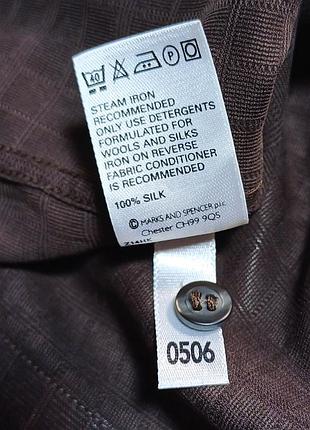 40 P
STEAM IRON
RECOMMENDED
ONLY USE DETERGENTS
FORMULATED FOR
WOOLS AND SILKS
IRON ON REVERSE
FABRIC CONDITIONER
IS RECOMMENDED
100% SILK
© MARKS AND SPENCER p.l.c.
Chester CH99 9QS
0506